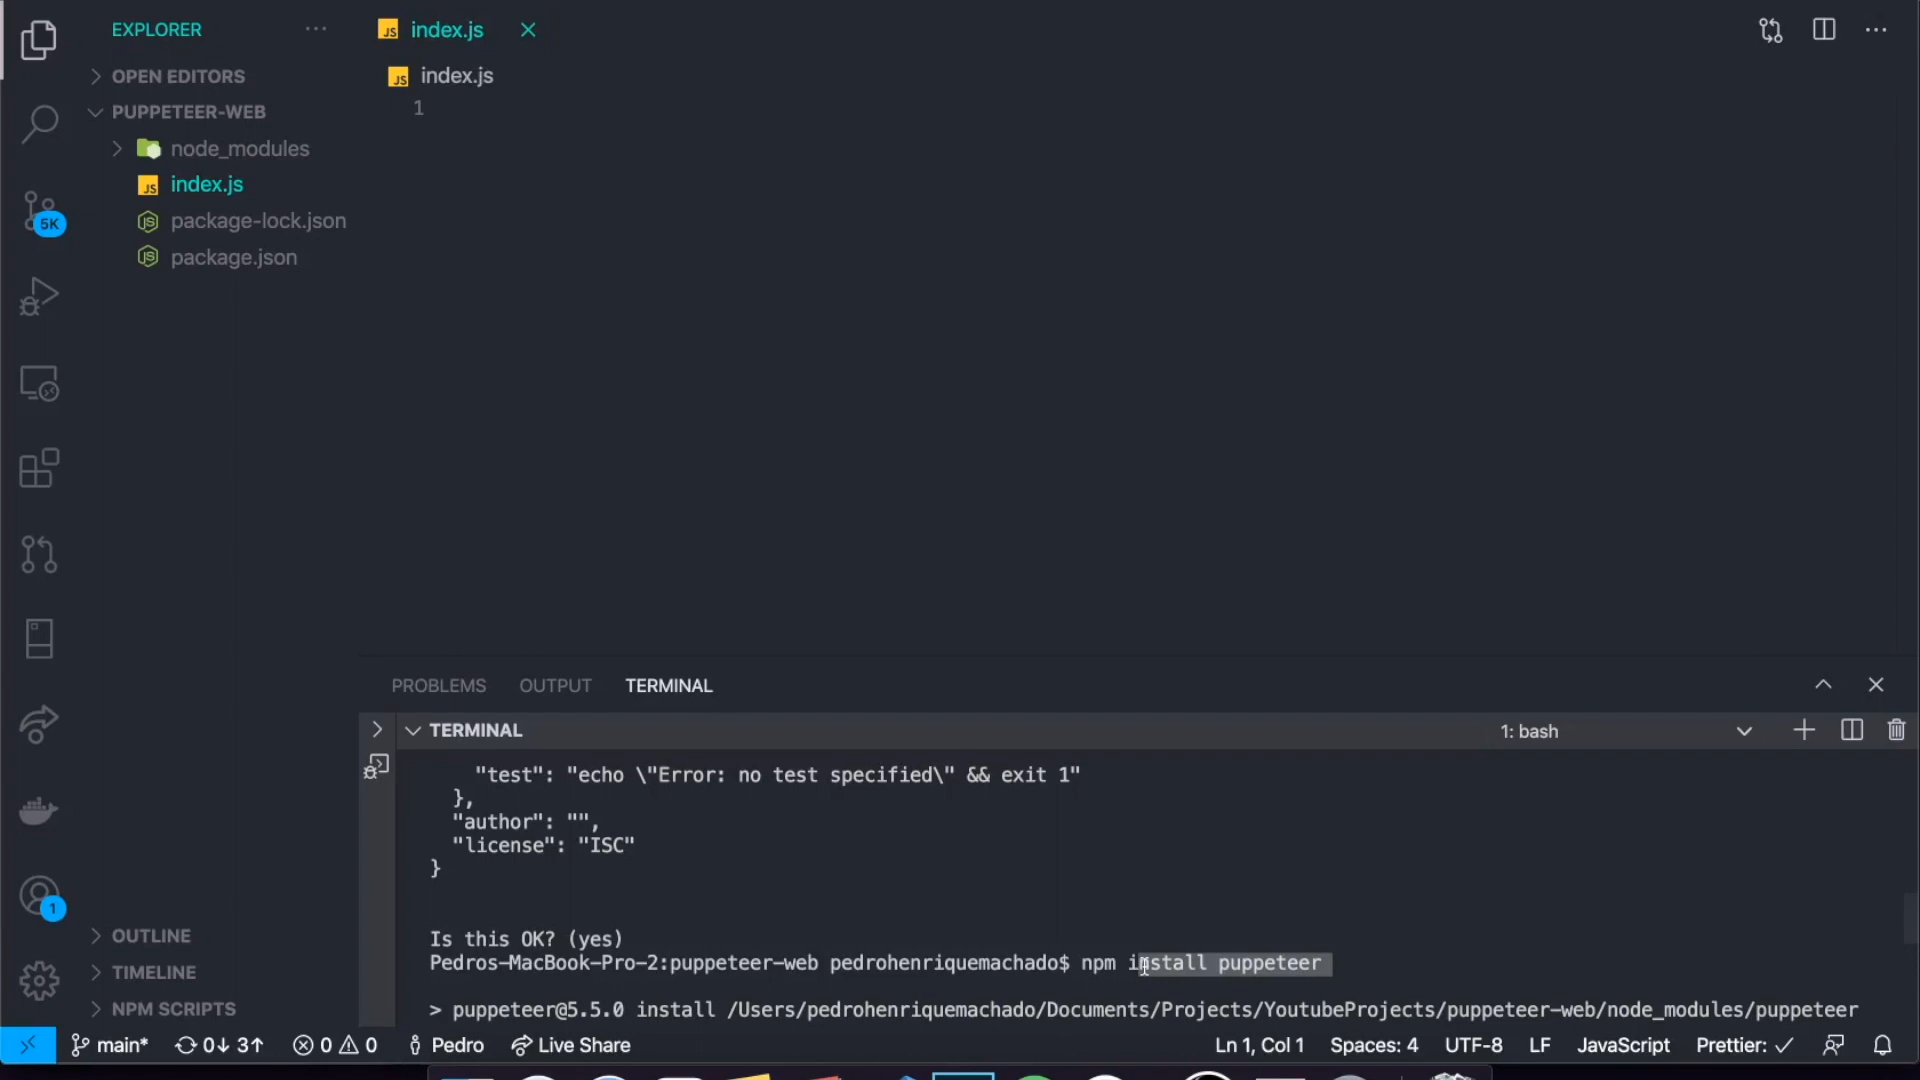 EXPLORER
index.js
OPEN EDITORS
PUPPETEER-WEB
node_modules
index.js
package-lock.json
package.json
OUTLINE
TIMELINE
NPM SCRIPTS
5K
1
index.js
1
PROBLEMS OUTPUT TERMINAL
TERMINAL
1: bash
"test": "echo \"Error: no test specified\" && exit 1"
},
"author": "",
"license": "ISC"
}
Is this OK? (yes)
Pedros-MacBook-Pro-2:puppeteer-web pedrohenriquemachado$ npm install puppeteer
> puppeteer@5.5.0 install /Users/pedrohenriquemachado/Documents/Projects/YoutubeProjects/puppeteer-web/node_modules/puppeteer
main* 0↓ 3↑ 0 0 Pedro Live Share Ln 1, Col 1 Spaces: 4 UTF-8 LF JavaScript Prettier: ✓